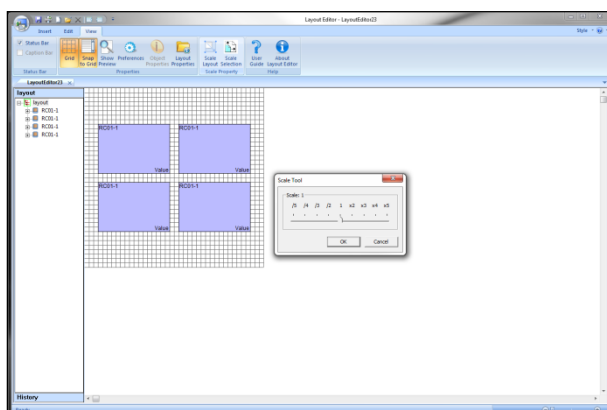 Layout Editor - LayoutEditor23
Insert Edit View Style
Status Bar
Caption Bar
Grid Snap to Grid Show Preview Preferences Object Properties Layout Properties Scale Layout Scale Selection User Guide About Layout Editor
Status Bar Properties Scale Property Help
LayoutEditor23
layout
layout
RC01-1
RC01-1
RC01-1
RC01-1
RC01-1 RC01-1
Value Value
RC01-1 RC01-1
Value Value
Scale Tool
Scale: 1
/5 /4 /3 /2 1 x2 x3 x4 x5
OK Cancel
History
Ready